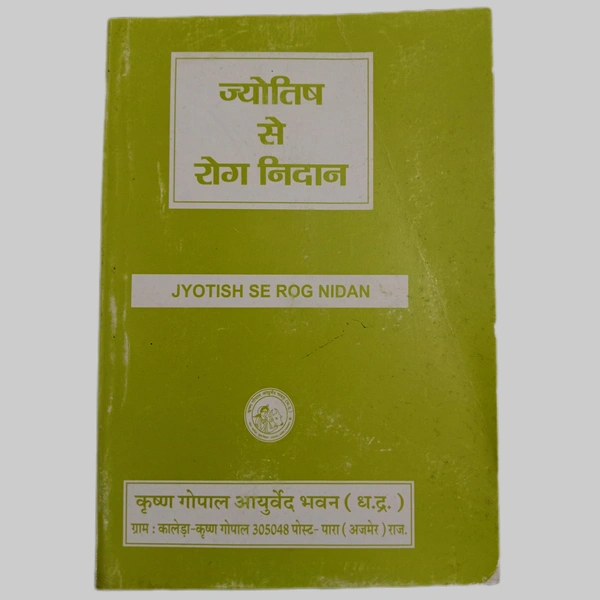 ज्योतिष
से
रोग निदान
JYOTISH SE ROG NIDAN
कृष्ण गोपाल आयुर्वेद भवन ( ध.द्र. )
ग्राम : कालेड़ा-कृष्ण गोपाल 305048 पोस्ट- पारा ( अजमेर ) राज.